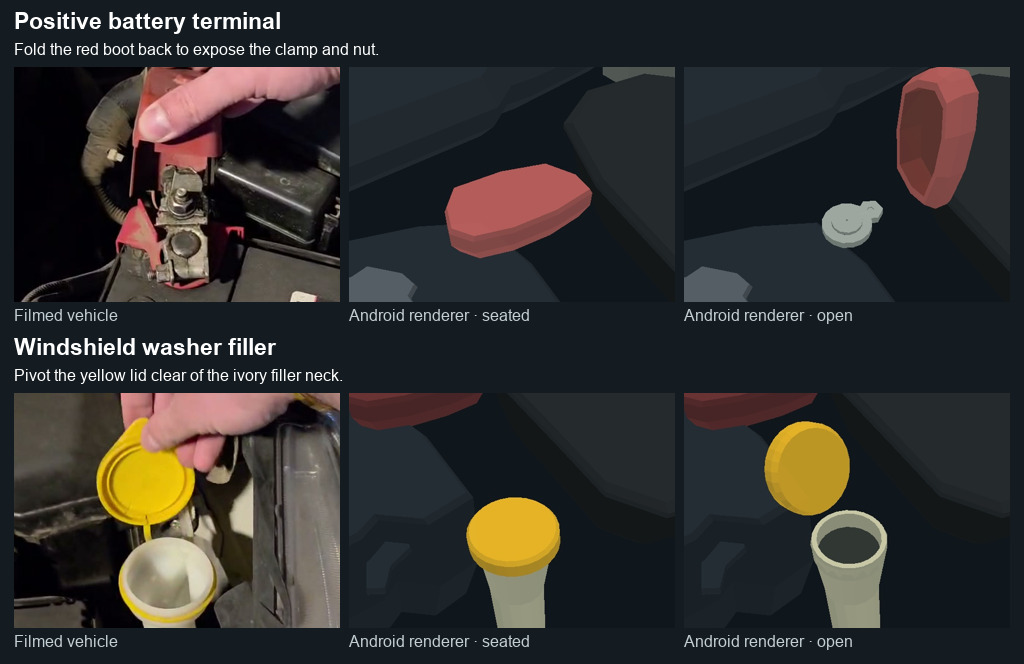 Positive battery terminal
Fold the red boot back to expose the clamp and nut.
Filmed vehicle
Android renderer · seated
Android renderer · open
Windshield washer filler
Pivot the yellow lid clear of the ivory filler neck.
Filmed vehicle
Android renderer · seated
Android renderer · open